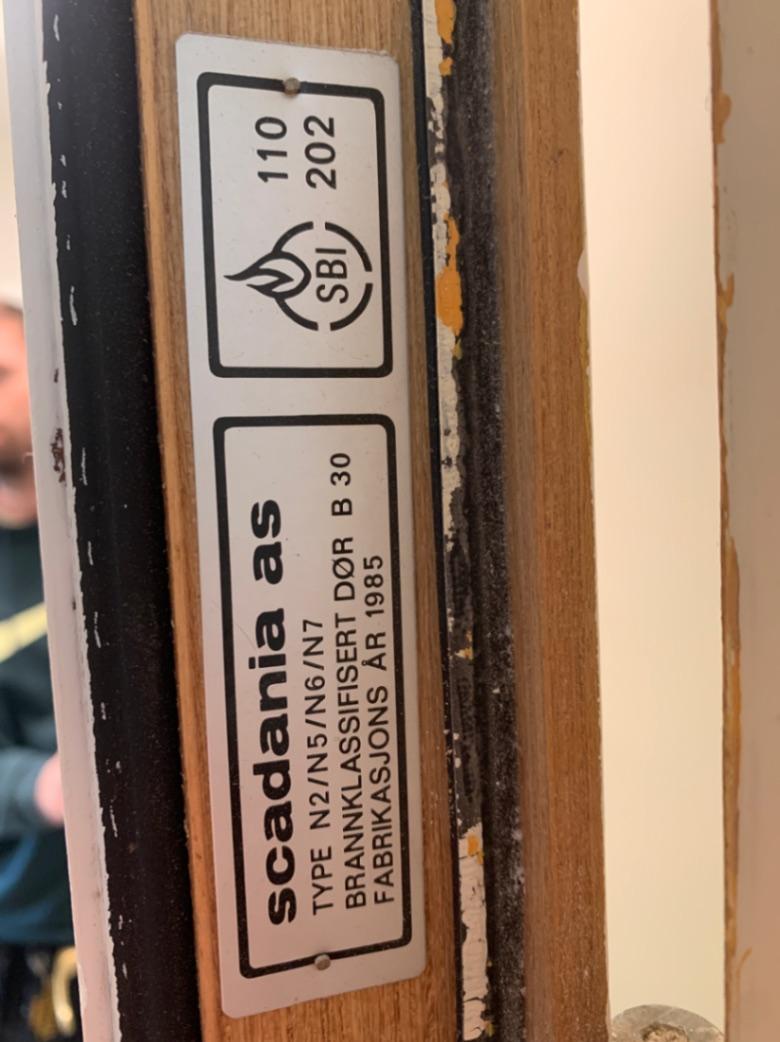 scadania as
TYPE N2/N5/N6/N7
BRANNKLASSIFISERT DØR B 30
FABRIKASJONS ÅR 1985
SBI
110
202